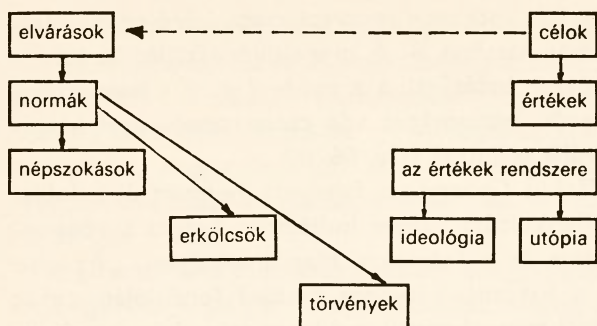 elvárások
célok
normák
értékek
népszokások
az értékek rendszere
erkölcsök
ideológia
utópia
törvények